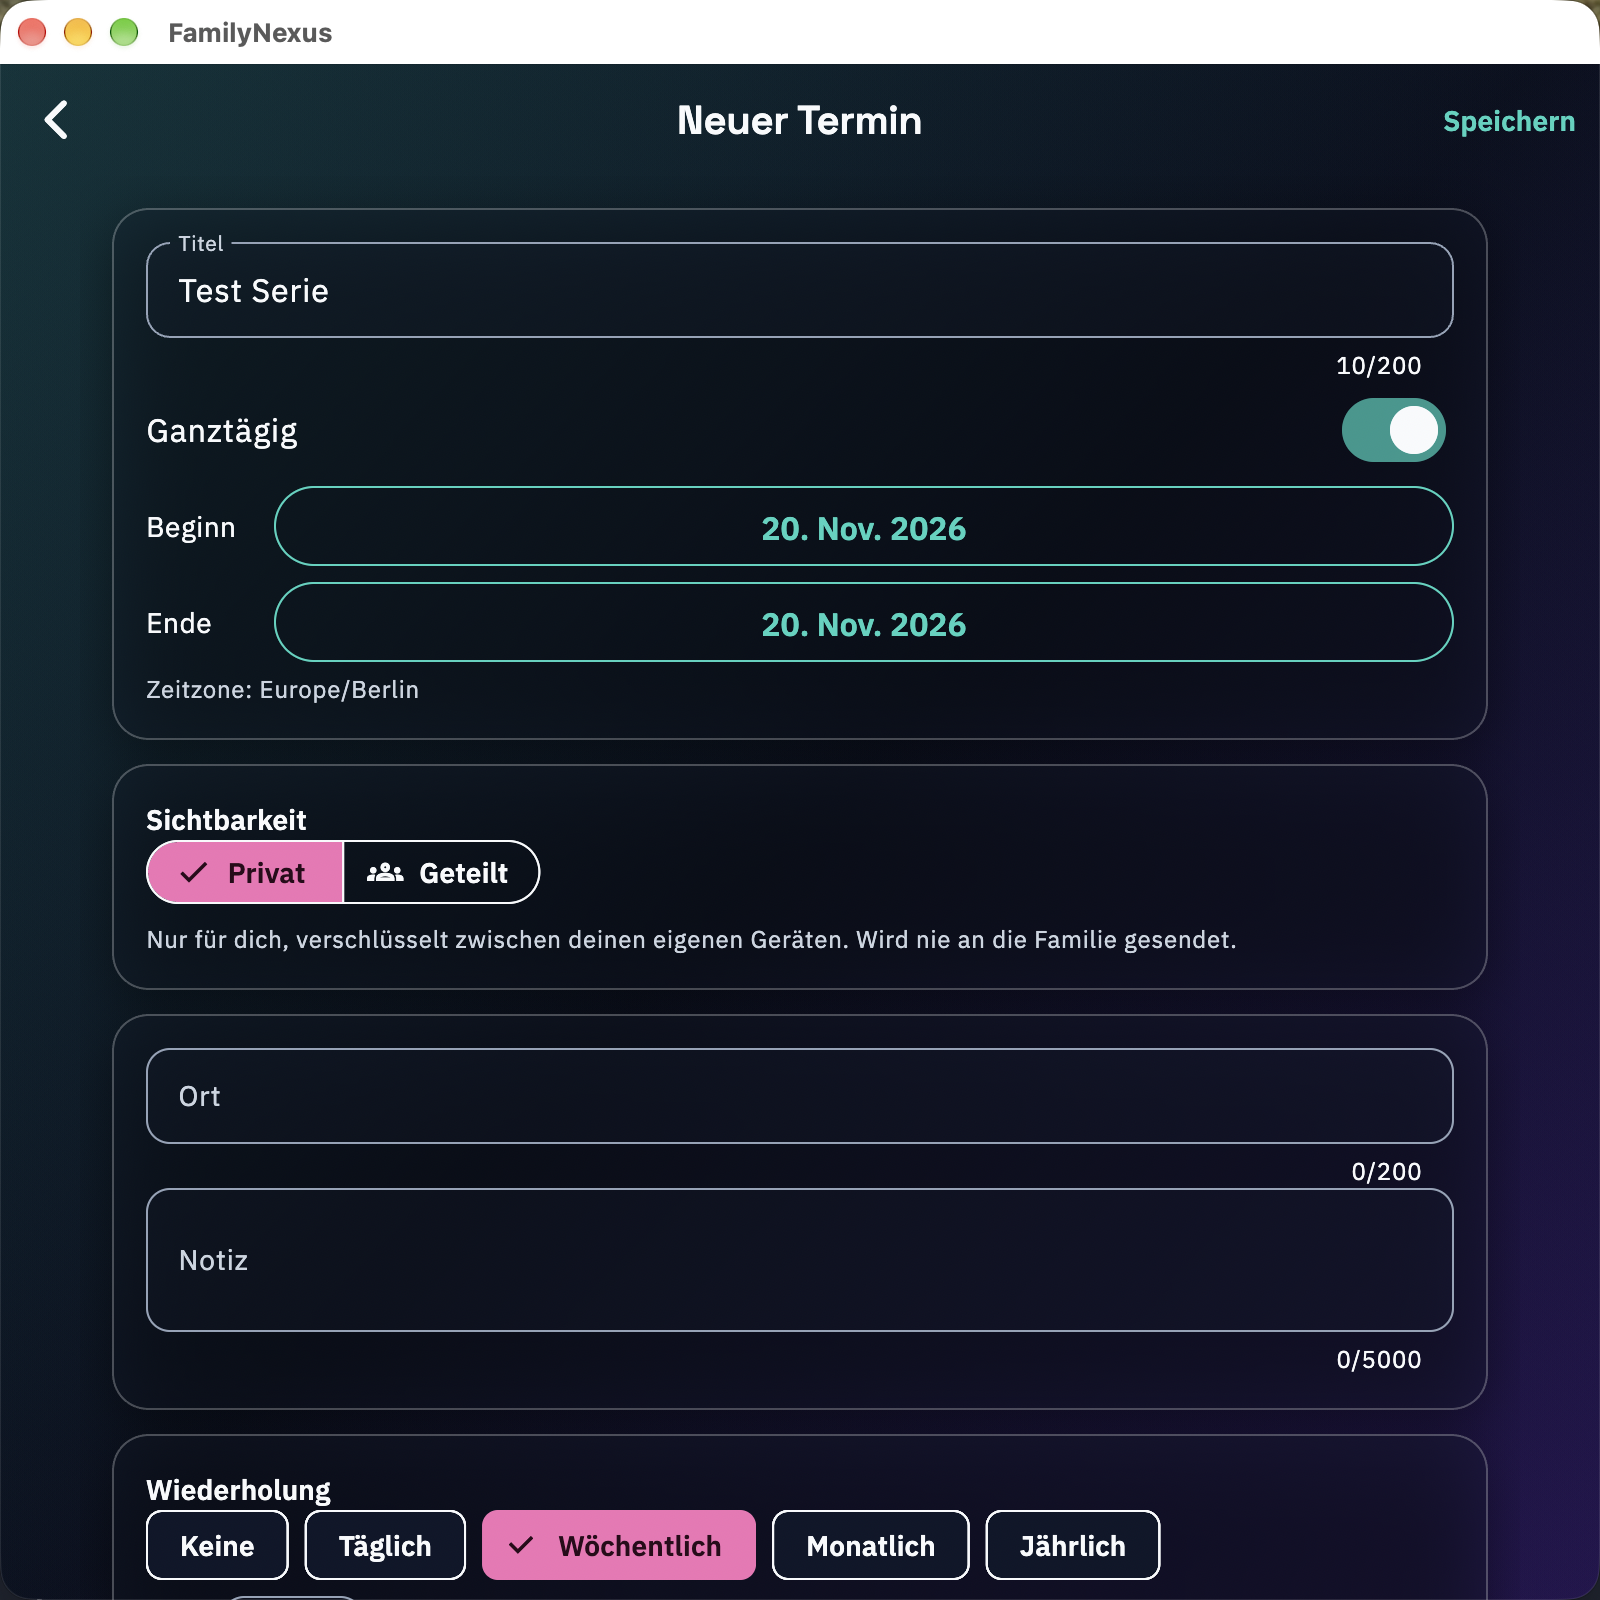 FamilyNexus
Neuer Termin
Speichern
Titel
Test Serie
10/200
Ganztägig
Beginn
20. Nov. 2026
Ende
20. Nov. 2026
Zeitzone: Europe/Berlin
Sichtbarkeit
Privat
Geteilt
Nur für dich, verschlüsselt zwischen deinen eigenen Geräten. Wird nie an die Familie gesendet.
Ort
0/200
Notiz
0/5000
Wiederholung
Keine
Täglich
Wöchentlich
Monatlich
Jährlich